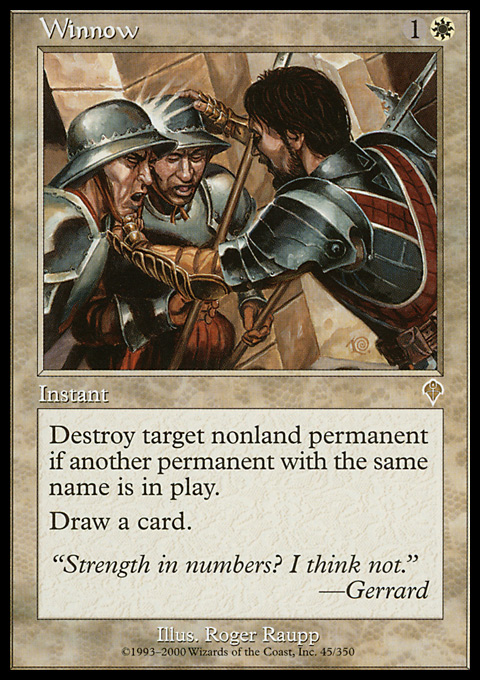 Winnow 1
Instant
Destroy target nonland permanent
if another permanent with the same
name is in play.
Draw a card.
“Strength in numbers? I think not.”
—Gerrard
Illus. Roger Raupp
©1993–2000 Wizards of the Coast, Inc. 45/350